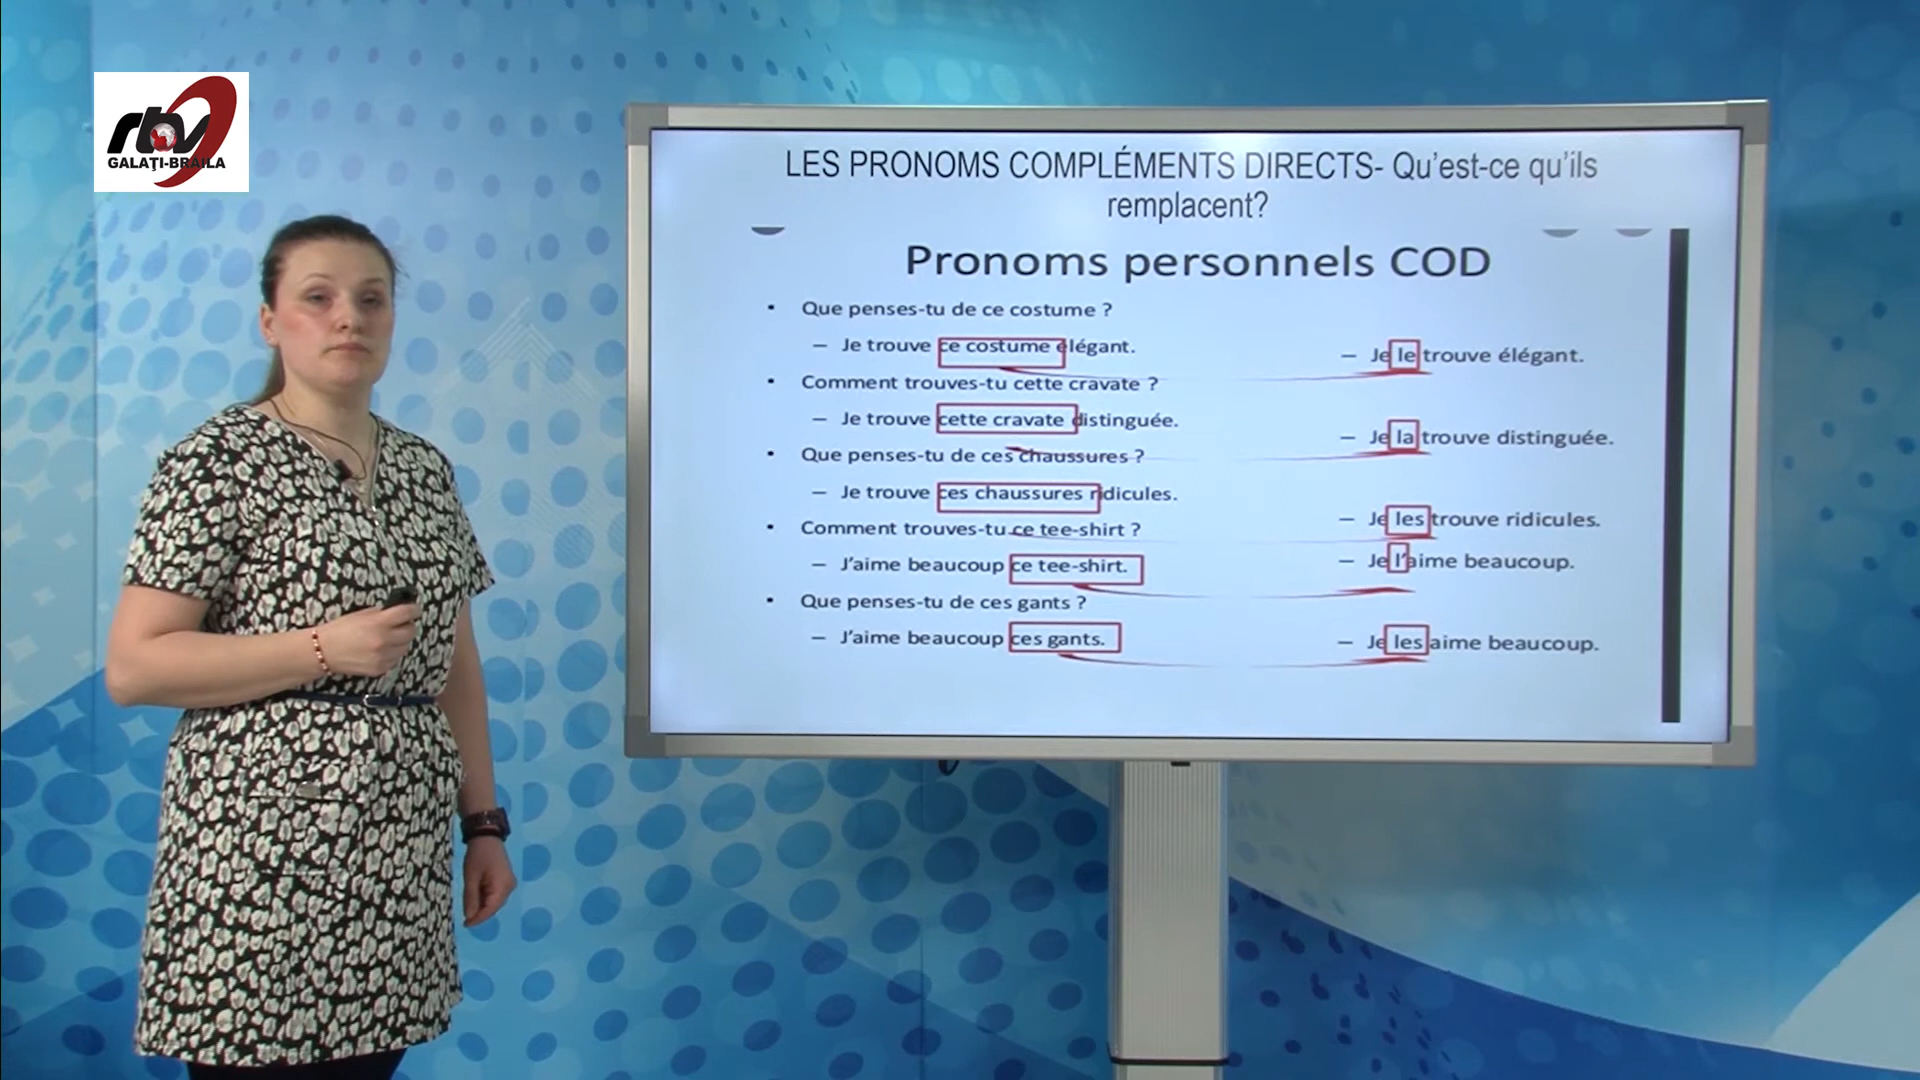 rtv
GALAŢI-BRĂILA
LES PRONOMS COMPLÉMENTS DIRECTS- Qu'est-ce qu'ils
remplacent?
Pronoms personnels COD
• Que penses-tu de ce costume ?
– Je trouve ce costume élégant.
– Je le trouve élégant.
• Comment trouves-tu cette cravate ?
– Je trouve cette cravate distinguée.
– Je la trouve distinguée.
• Que penses-tu de ces chaussures ?
– Je trouve ces chaussures ridicules.
– Je les trouve ridicules.
• Comment trouves-tu ce tee-shirt ?
– J'aime beaucoup ce tee-shirt.
– Je l'aime beaucoup.
• Que penses-tu de ces gants ?
– J'aime beaucoup ces gants.
– Je les aime beaucoup.